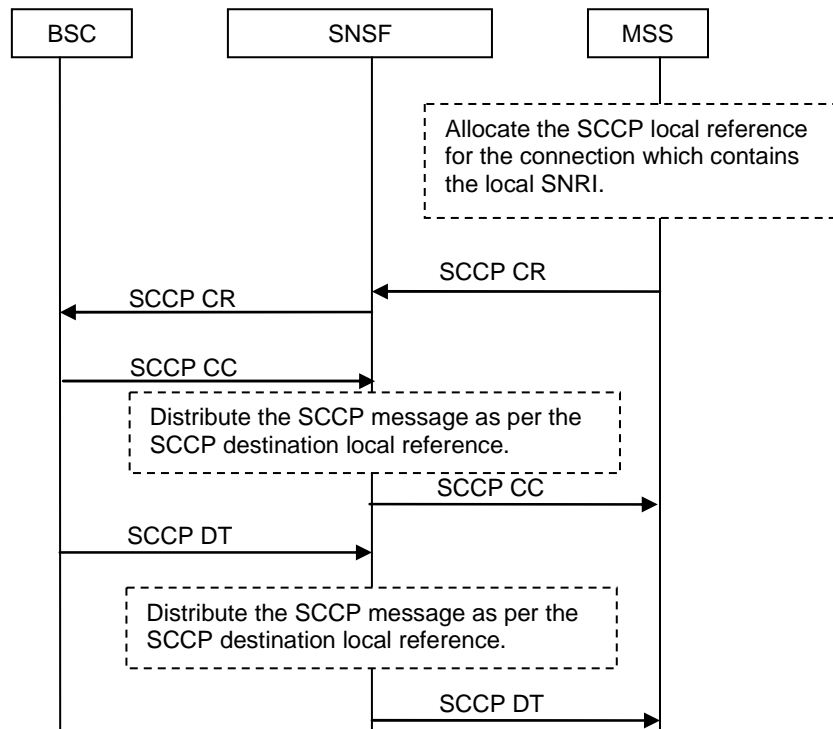 BSC
SNSF
MSS
Allocate the SCCP local reference
for the connection which contains
the local SNRI.
SCCP CR
SCCP CR
SCCP CC
Distribute the SCCP message as per the
SCCP destination local reference.
SCCP CC
SCCP DT
Distribute the SCCP message as per the
SCCP destination local reference.
SCCP DT